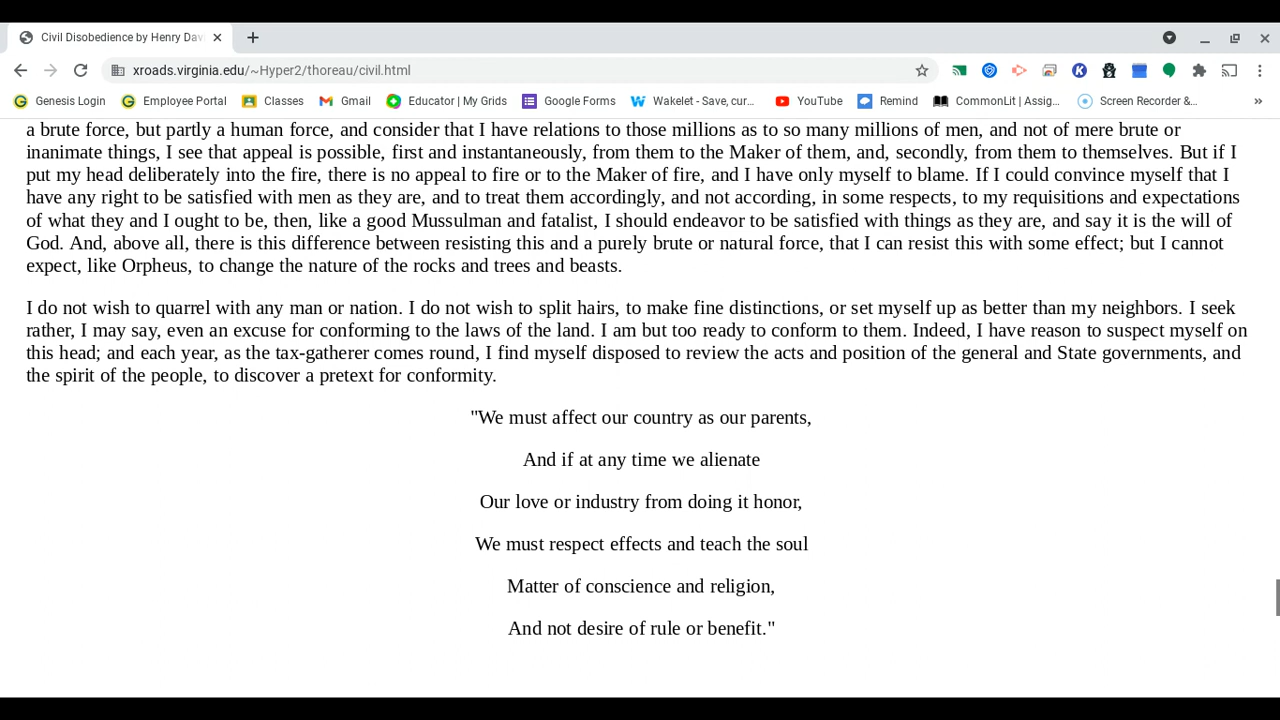 Civil Disobedience by Henry Dav
xroads.virginia.edu/~Hyper2/thoreau/civil.html
Genesis Login Employee Portal Classes Gmail Educator | My Grids Google Forms Wakelet - Save, cur... YouTube Remind CommonLit | Assig... Screen Recorder &... »
a brute force, but partly a human force, and consider that I have relations to those millions as to so many millions of men, and not of mere brute or
inanimate things, I see that appeal is possible, first and instantaneously, from them to the Maker of them, and, secondly, from them to themselves. But if I
put my head deliberately into the fire, there is no appeal to fire or to the Maker of fire, and I have only myself to blame. If I could convince myself that I
have any right to be satisfied with men as they are, and to treat them accordingly, and not according, in some respects, to my requisitions and expectations
of what they and I ought to be, then, like a good Mussulman and fatalist, I should endeavor to be satisfied with things as they are, and say it is the will of
God. And, above all, there is this difference between resisting this and a purely brute or natural force, that I can resist this with some effect; but I cannot
expect, like Orpheus, to change the nature of the rocks and trees and beasts.
I do not wish to quarrel with any man or nation. I do not wish to split hairs, to make fine distinctions, or set myself up as better than my neighbors. I seek
rather, I may say, even an excuse for conforming to the laws of the land. I am but too ready to conform to them. Indeed, I have reason to suspect myself on
this head; and each year, as the tax-gatherer comes round, I find myself disposed to review the acts and position of the general and State governments, and
the spirit of the people, to discover a pretext for conformity.
"We must affect our country as our parents,
And if at any time we alienate
Our love or industry from doing it honor,
We must respect effects and teach the soul
Matter of conscience and religion,
And not desire of rule or benefit."